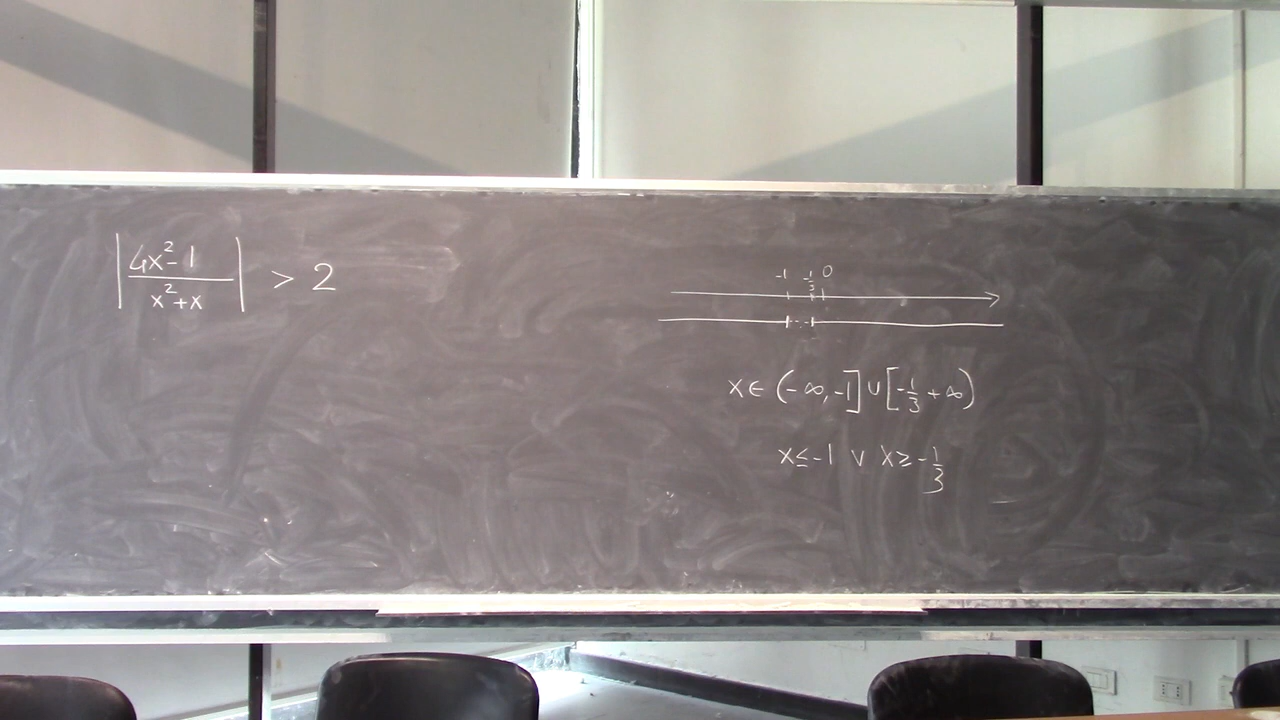 |4x²-1 / x²+x| > 2
-1 -1/3 0
x ∈ (-∞, -1] ∪ [-1/3 +∞)
x ≤ -1 ∨ x ≥ -1/3